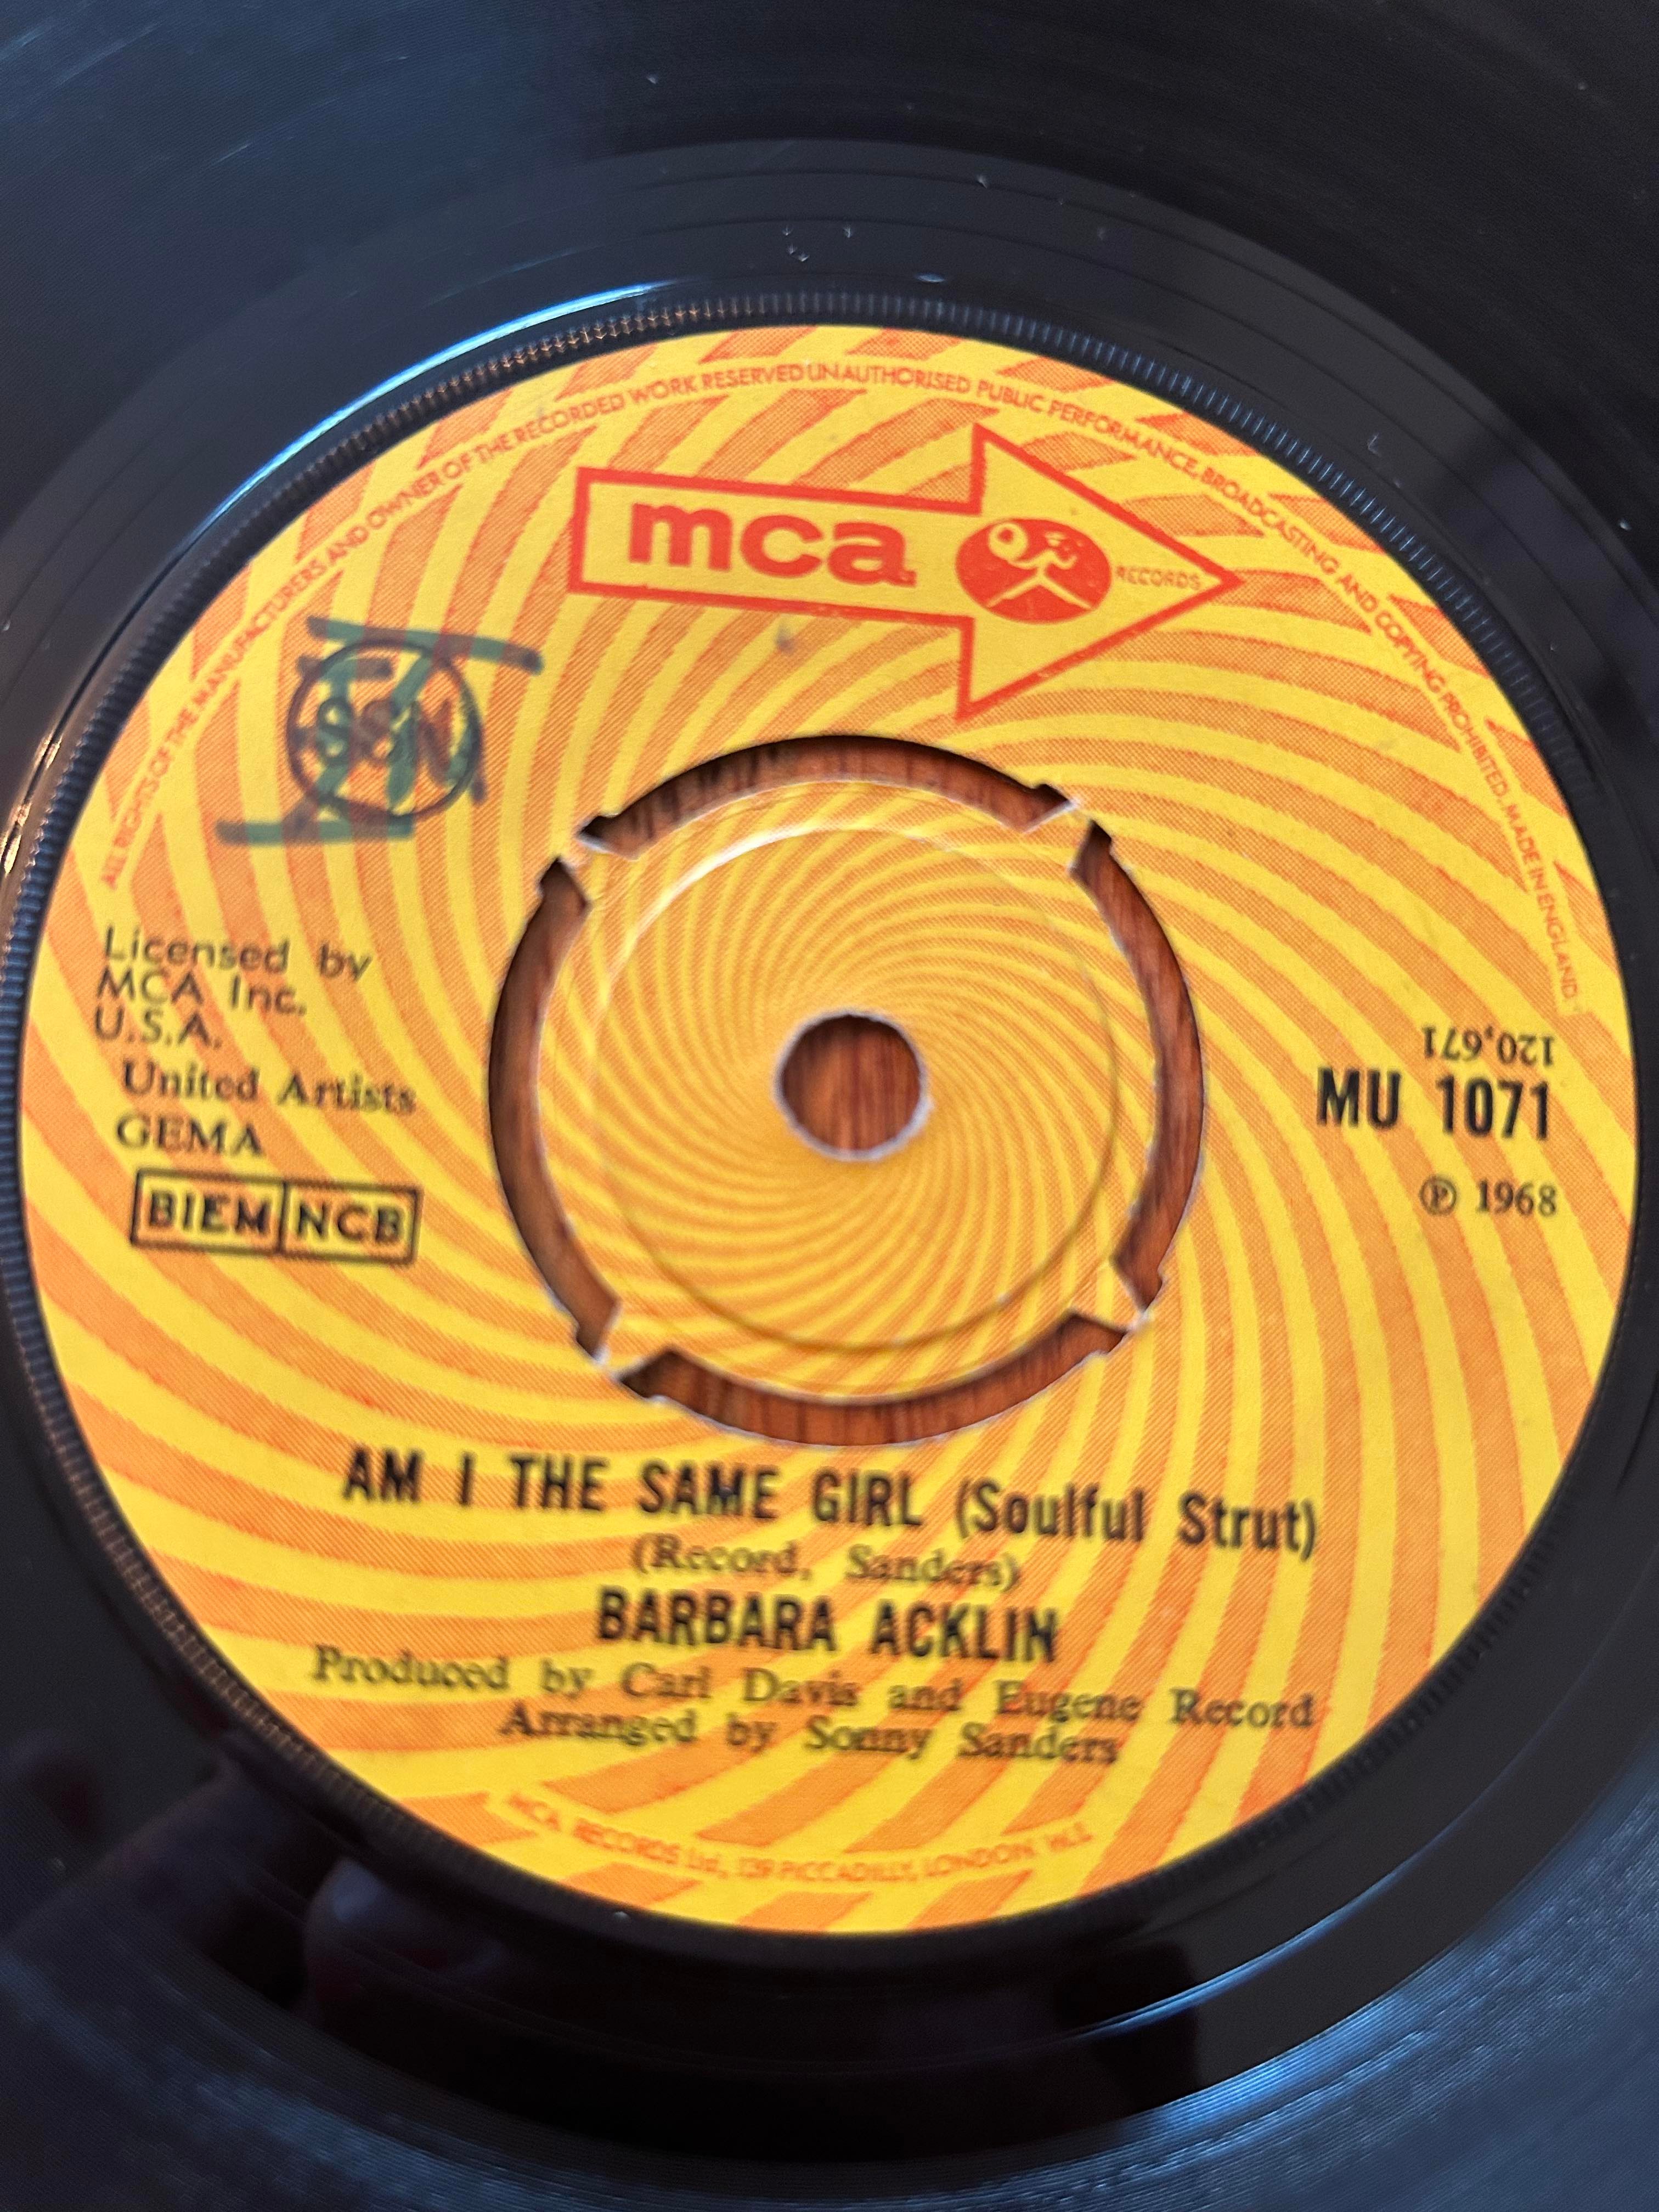 ALL RIGHTS OF THE MANUFACTURERS AND OWNER OF THE RECORDED WORK RESERVED UNAUTHORISED PUBLIC PERFORMANCE, BROADCASTING AND COPYING PROHIBITED. MADE IN ENGLAND.
mca RECORDS
Licensed by
MCA Inc.
U.S.A.
United Artists
GEMA
BIEM NCB
120,671
MU 1071
℗ 1968
AM I THE SAME GIRL (Soulful Strut)
(Record, Sanders)
BARBARA ACKLIN
Produced by Carl Davis and Eugene Record
Arranged by Sonny Sanders
MCA RECORDS Ltd., 139 PICCADILLY, LONDON W.1.